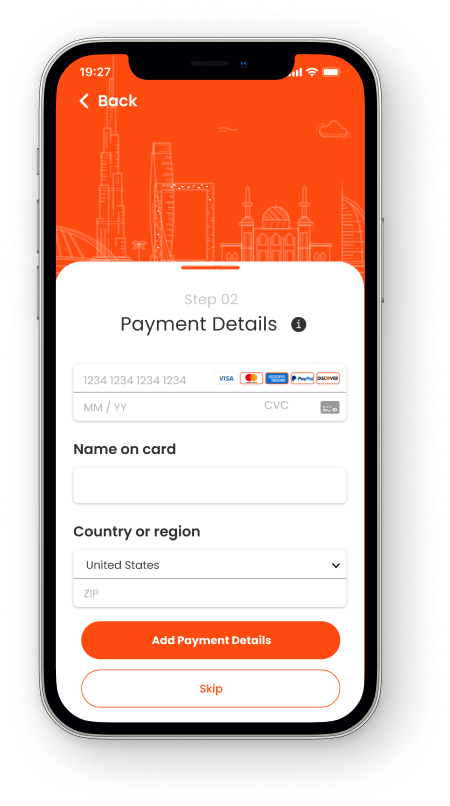 19:27
Back
Step 02
Payment Details i
1234 1234 1234 1234 VISA PayPal DISCOVER
MM / YY CVC
Name on card
Country or region
United States
ZIP
Add Payment Details
Skip